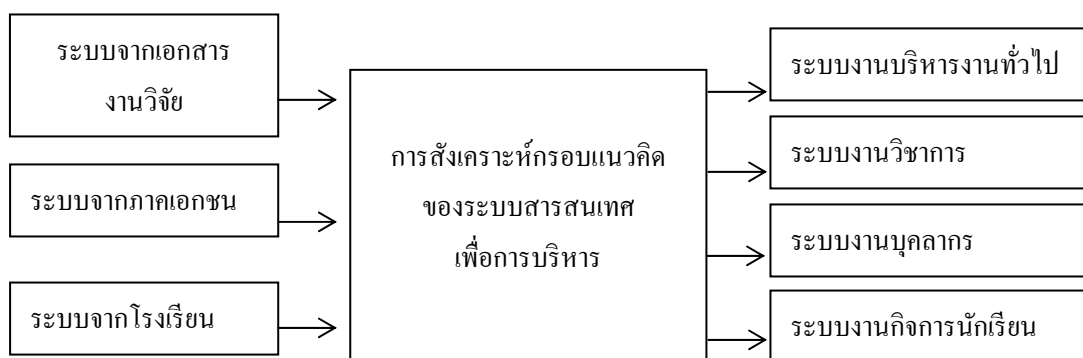 ระบบจากเอกสาร
งานวิจัย
ระบบจากภาคเอกชน
ระบบจากโรงเรียน
การสังเคราะห์กรอบแนวคิด
ของระบบสารสนเทศ
เพื่อการบริหาร
ระบบงานบริหารงานทั่วไป
ระบบงานวิชาการ
ระบบงานบุคลากร
ระบบงานกิจการนักเรียน